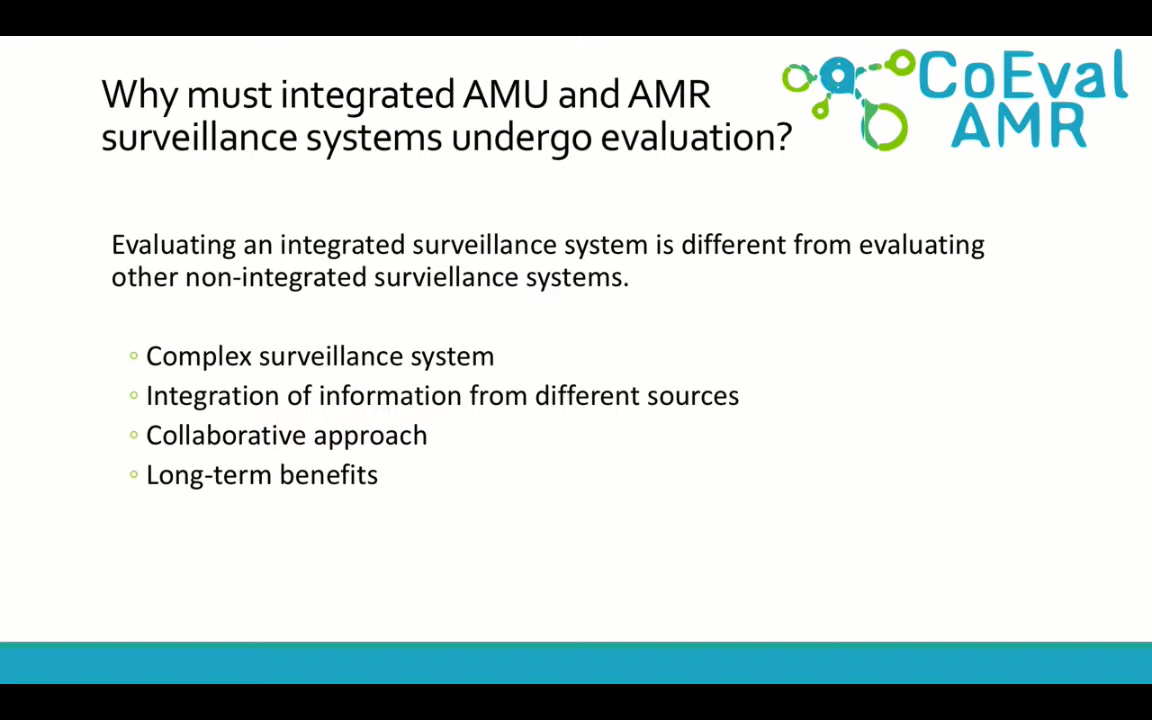 Why must integrated AMU and AMR
surveillance systems undergo evaluation?
CoEval
AMR
Evaluating an integrated surveillance system is different from evaluating
other non-integrated surviellance systems.
◦ Complex surveillance system
◦ Integration of information from different sources
◦ Collaborative approach
◦ Long-term benefits